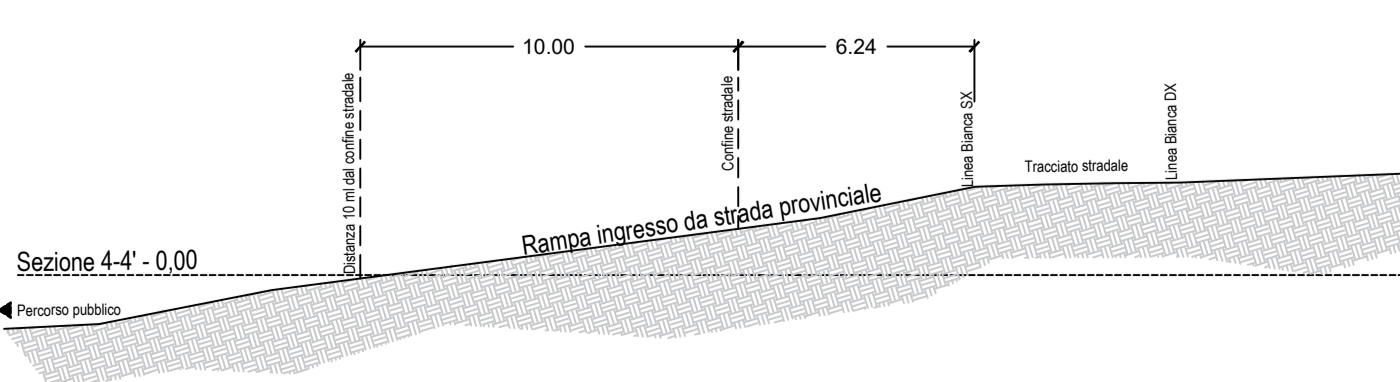 10.00
6.24
Distanza 10 ml dal confine stradale
Confine stradale
Linea Bianca SX
Linea Bianca DX
Tracciato stradale
Rampa ingresso da strada provinciale
Sezione 4-4' - 0,00
Percorso pubblico